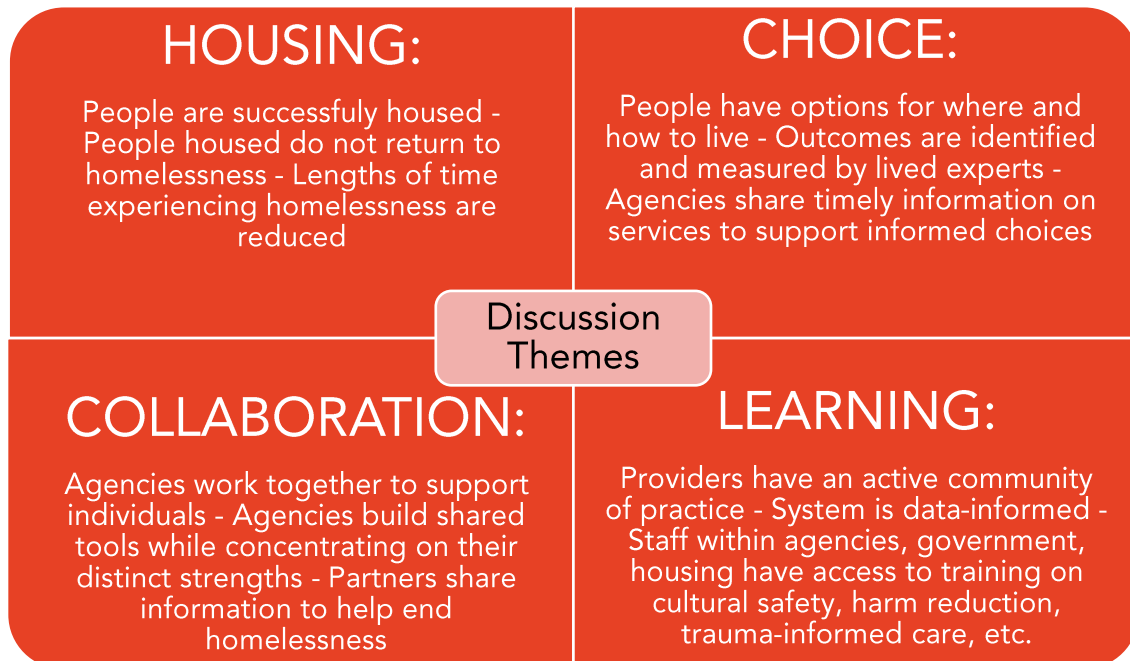 HOUSING:
People are successfuly housed -
People housed do not return to
homelessness - Lengths of time
experiencing homelessness are
reduced
CHOICE:
People have options for where and
how to live - Outcomes are identified
and measured by lived experts -
Agencies share timely information on
services to support informed choices
Discussion
Themes
COLLABORATION:
Agencies work together to support
individuals - Agencies build shared
tools while concentrating on their
distinct strengths - Partners share
information to help end
homelessness
LEARNING:
Providers have an active community
of practice - System is data-informed -
Staff within agencies, government,
housing have access to training on
cultural safety, harm reduction,
trauma-informed care, etc.